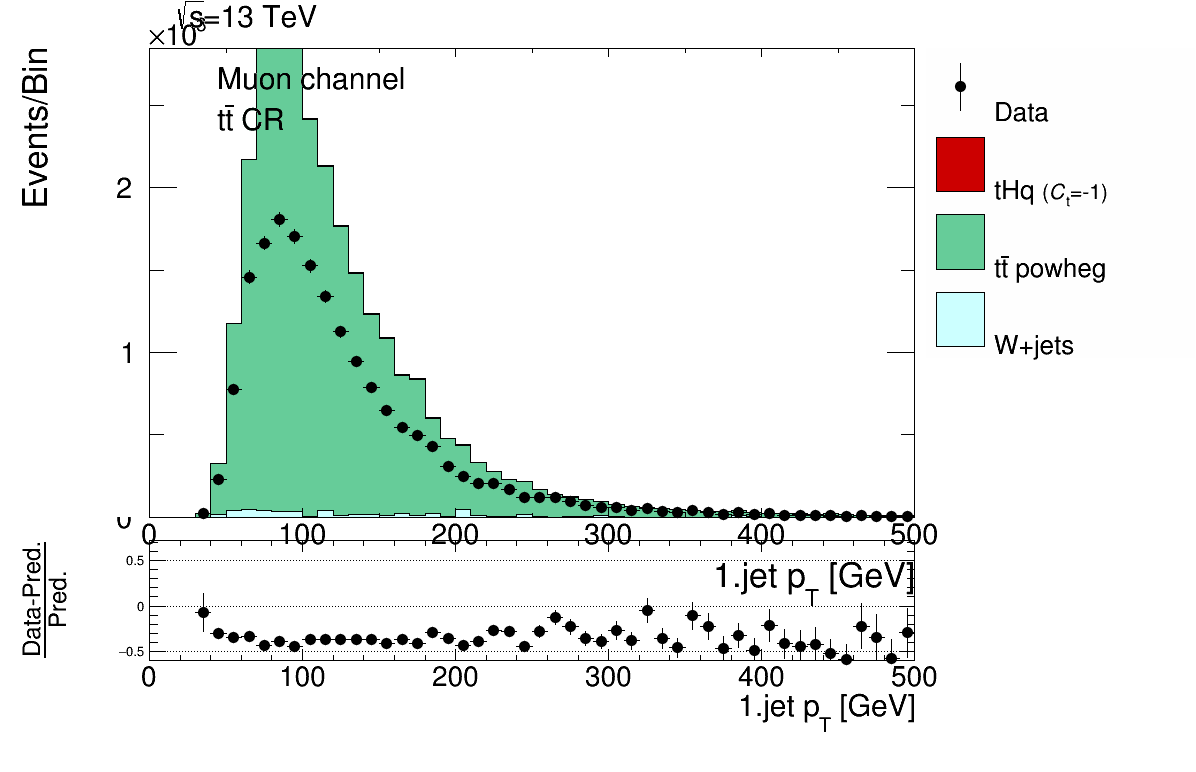 √s=13 TeV
×10³
Events/Bin
Muon channel
tt̄ CR
2
1
0
0 100 200 300 400 500
Data
tHq (C_t=-1)
tt̄ powheg
W+jets
1.jet p_T [GeV]
Data-Pred.
Pred.
0.5
0
−0.5
0 100 200 300 400 500
1.jet p_T [GeV]